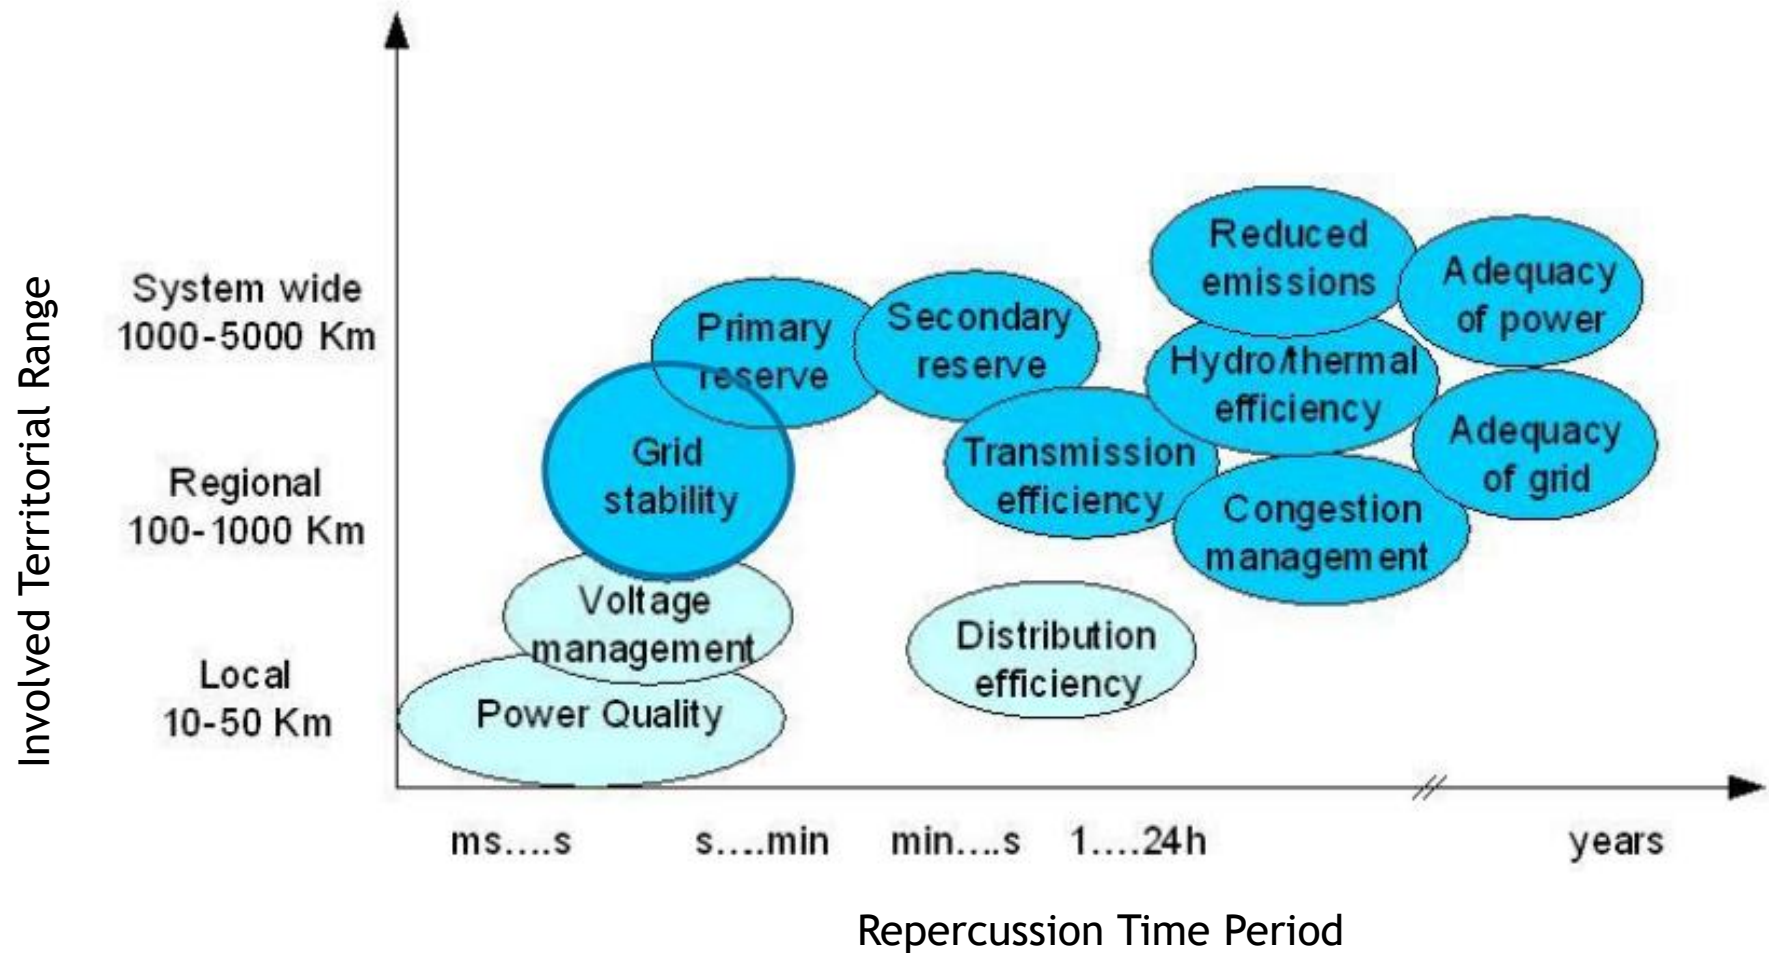 Involved Territorial Range
System wide
1000-5000 Km
Regional
100-1000 Km
Local
10-50 Km
Reduced
emissions
Adequacy
of power
Primary
reserve
Secondary
reserve
Hydro/thermal
efficiency
Grid
stability
Transmission
efficiency
Adequacy
of grid
Congestion
management
Voltage
management
Distribution
efficiency
Power Quality
ms....s
s....min
min....s
1....24h
years
Repercussion Time Period